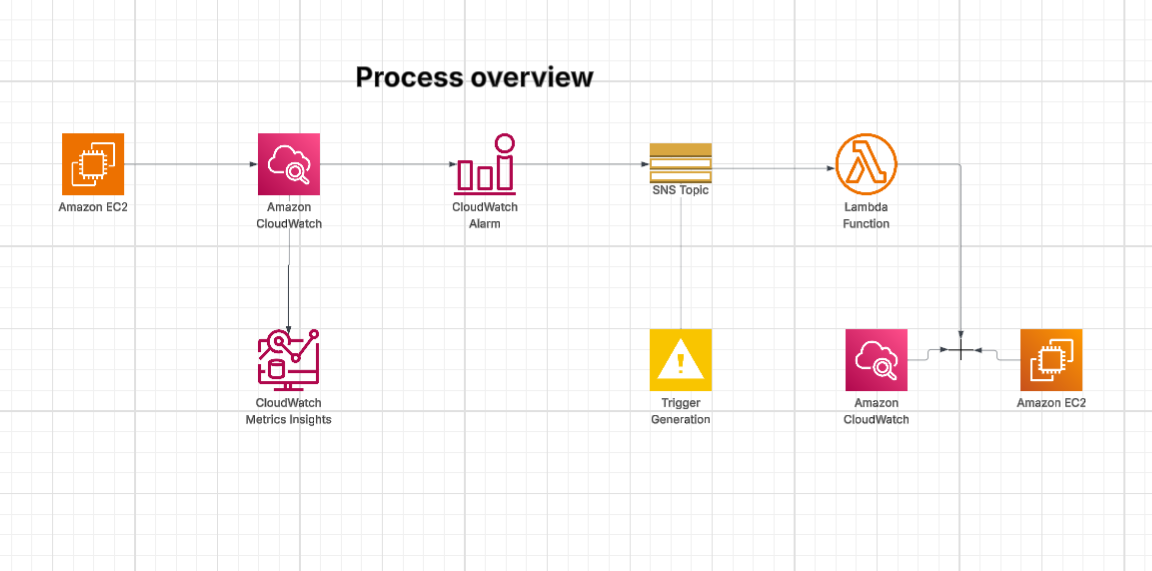 Process overview
Amazon EC2
Amazon
CloudWatch
CloudWatch
Alarm
SNS Topic
Lambda
Function
CloudWatch
Metrics Insights
Trigger
Generation
Amazon
CloudWatch
Amazon EC2